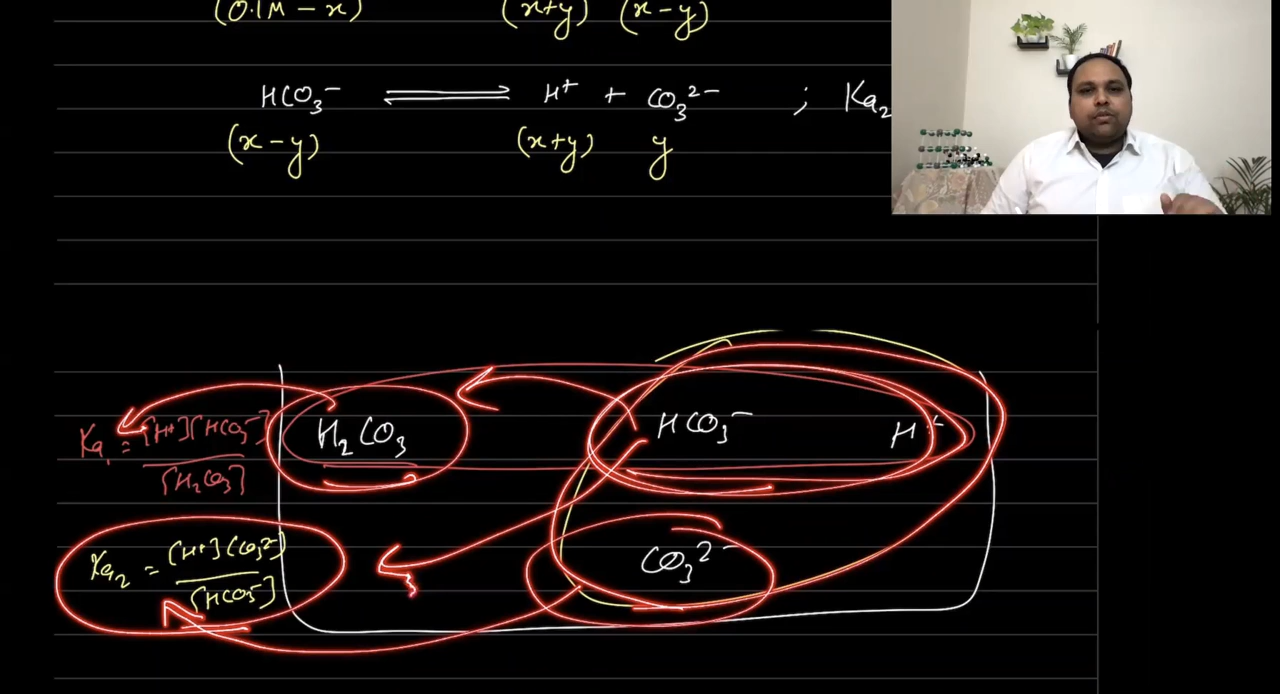 (0.1M − x) (x+y) (x−y)
HCO₃⁻ ⇌ H⁺ + CO₃²⁻ ; Ka₂
(x−y) (x+y) y
H₂CO₃ HCO₃⁻ H⁺
Ka₁ = [H⁺][HCO₃⁻] / [H₂CO₃]
CO₃²⁻
Ka₂ = [H⁺][CO₃²⁻] / [HCO₃⁻]